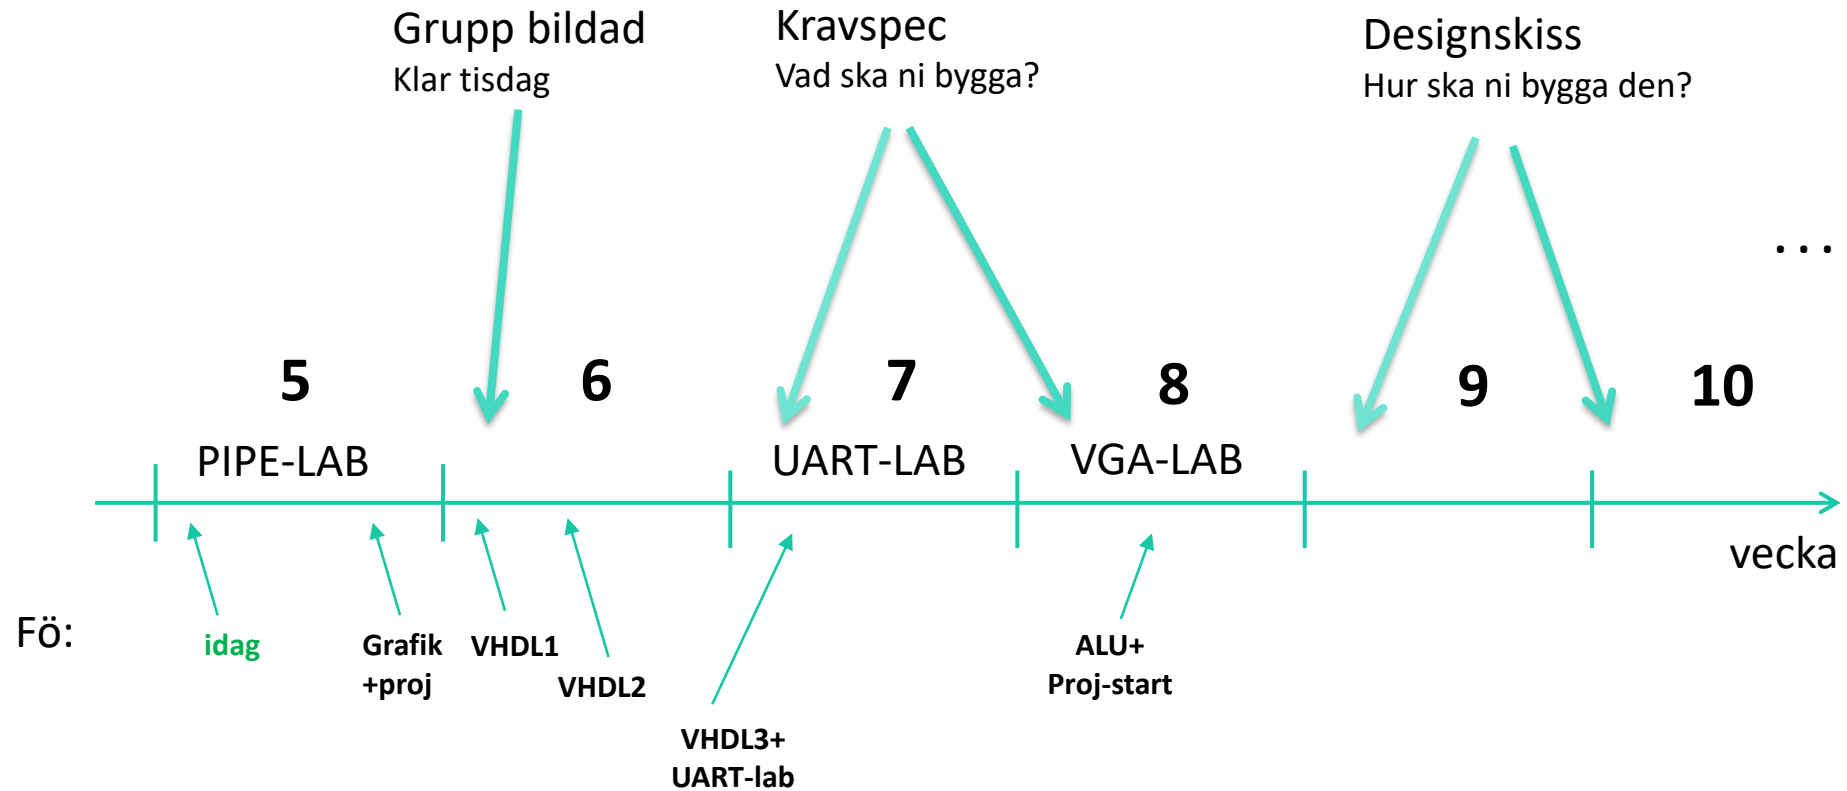 Grupp bildad
Klar tisdag
Kravspec
Vad ska ni bygga?
Designskiss
Hur ska ni bygga den?
...
5
6
7
8
9
10
PIPE-LAB
UART-LAB
VGA-LAB
vecka
Fö:
idag
Grafik
+proj
VHDL1
VHDL2
VHDL3+
UART-lab
ALU+
Proj-start